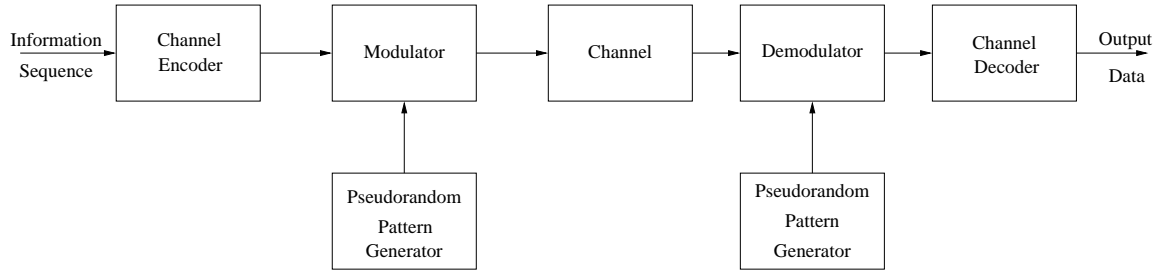 Information
Sequence
Channel
Encoder
Modulator
Channel
Demodulator
Channel
Decoder
Output
Data
Pseudorandom
Pattern
Generator
Pseudorandom
Pattern
Generator